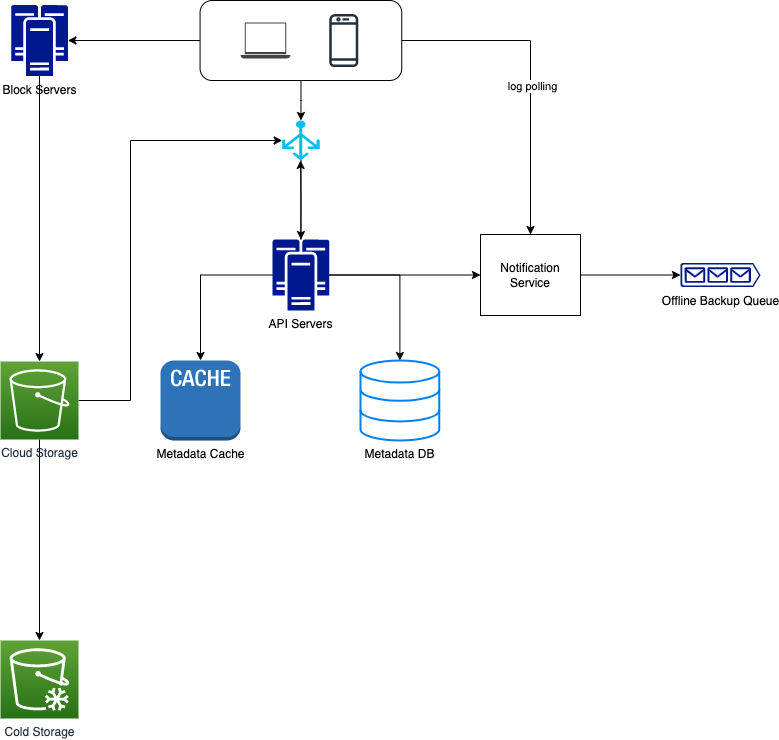 Block Servers
log polling
Notification
Service
Offline Backup Queue
API Servers
CACHE
Cloud Storage
Metadata Cache
Metadata DB
Cold Storage